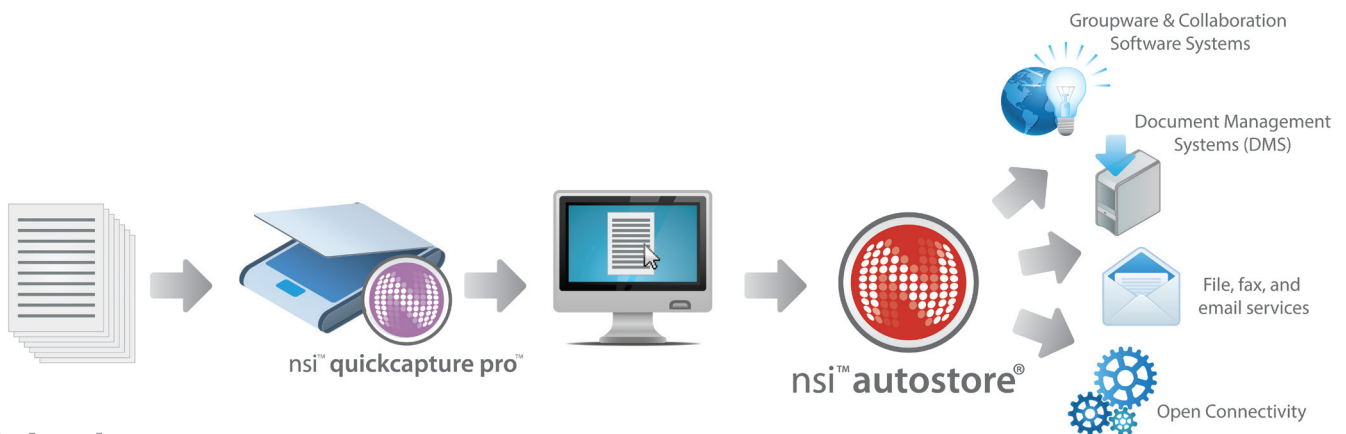 Groupware & Collaboration
Software Systems
Document Management
Systems (DMS)
File, fax, and
email services
nsi™ quickcapture pro™
nsi™ autostore®
Open Connectivity